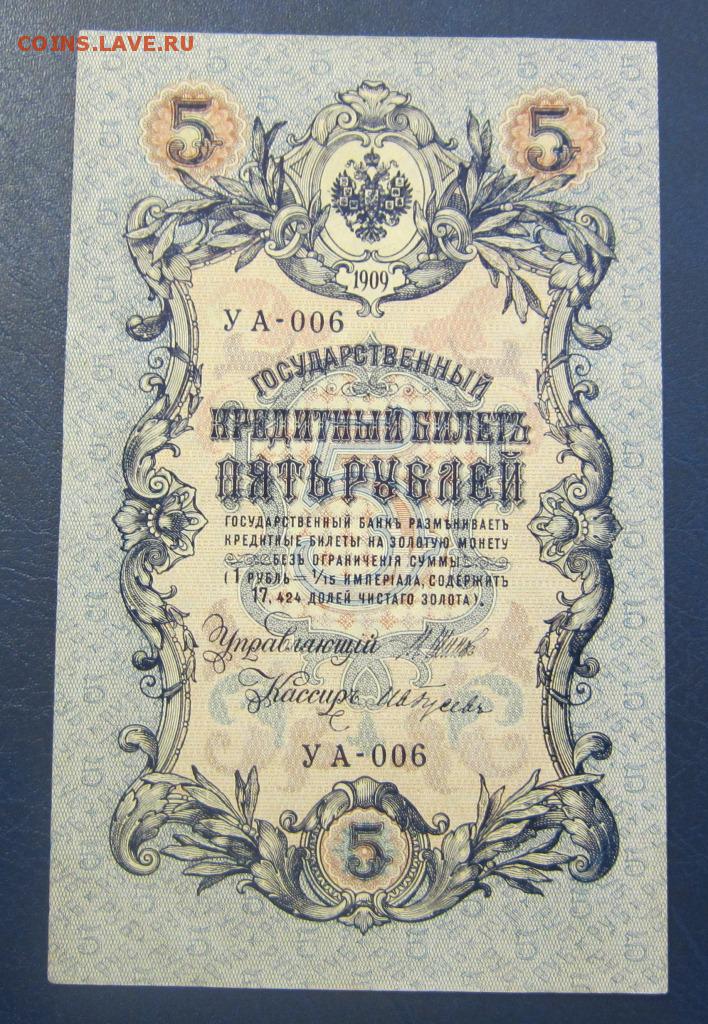 COINS.LAVE.RU
5 5
1909
УА-006
ГОСУДАРСТВЕННЫЙ
КРЕДИТНЫЙ БИЛЕТЪ
ПЯТЬ РУБЛЕЙ
ГОСУДАРСТВЕННЫЙ БАНКЪ РАЗМѢНИВАЕТЪ
КРЕДИТНЫЕ БИЛЕТЫ НА ЗОЛОТУЮ МОНЕТУ
БЕЗЪ ОГРАНИЧЕНІЯ СУММЫ
(1 РУБЛЬ — 1/15 ИМПЕРІАЛА, СОДЕРЖИТЪ
17,424 ДОЛЕЙ ЧИСТАГО ЗОЛОТА).
Управляющій
Кассиръ Ив Гусевъ
УА-006
5